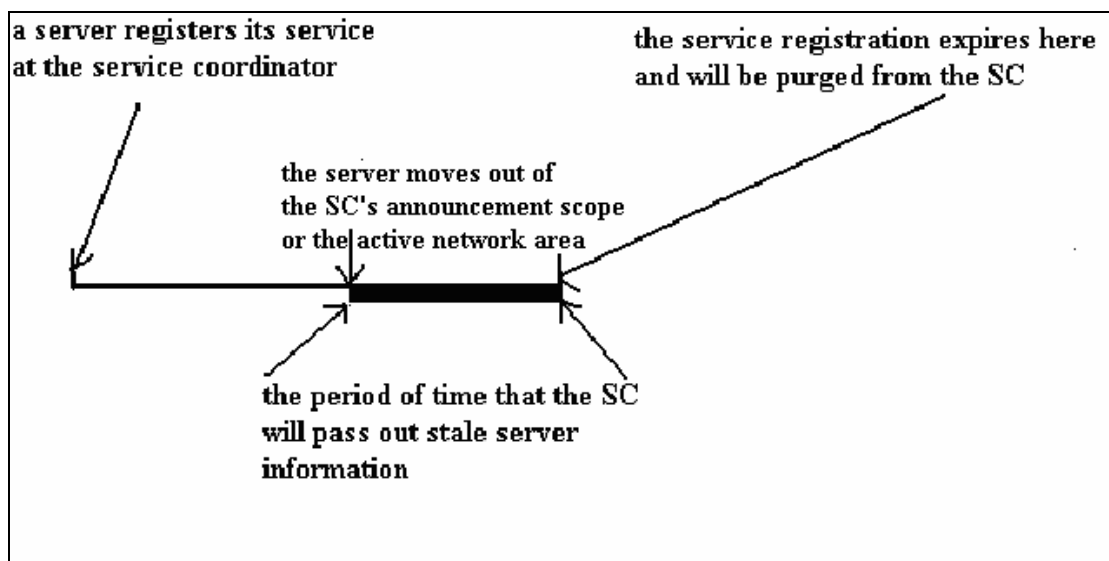 a server registers its service
at the service coordinator
the service registration expires here
and will be purged from the SC
the server moves out of
the SC's announcement scope
or the active network area
the period of time that the SC
will pass out stale server
information